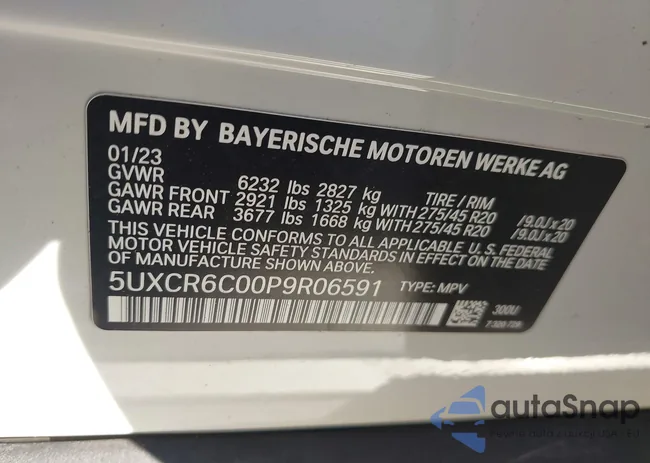 MFD BY BAYERISCHE MOTOREN WERKE AG
01/23
GVWR 6232 lbs 2827 kg TIRE / RIM
GAWR FRONT 2921 lbs 1325 kg WITH 275/45 R20 /9.0J x 20
GAWR REAR 3677 lbs 1668 kg WITH 275/45 R20 /9.0J x 20
THIS VEHICLE CONFORMS TO ALL APPLICABLE U.S. FEDERAL
MOTOR VEHICLE SAFETY STANDARDS IN EFFECT ON THE DATE
OF MANUFACTURE SHOWN ABOVE.
5UXCR6C00P9R06591 TYPE: MPV
300U
autoSnap